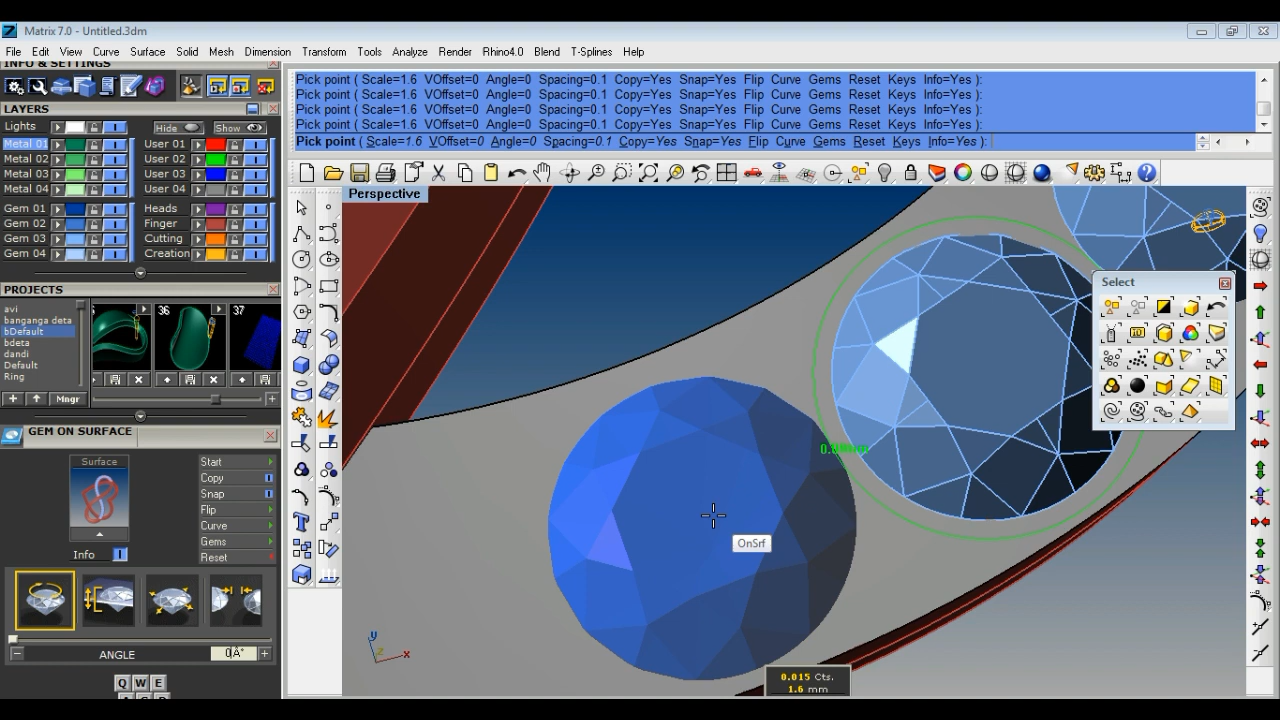 Matrix 7.0 - Untitled.3dm
File Edit View Curve Surface Solid Mesh Dimension Transform Tools Analyze Render Rhino4.0 Blend T-Splines Help
INFO & SETTINGS
Pick point ( Scale=1.6 VOffset=0 Angle=0 Spacing=0.1 Copy=Yes Snap=Yes Flip Curve Gems Reset Keys Info=Yes ):
Pick point ( Scale=1.6 VOffset=0 Angle=0 Spacing=0.1 Copy=Yes Snap=Yes Flip Curve Gems Reset Keys Info=Yes ):
Pick point ( Scale=1.6 VOffset=0 Angle=0 Spacing=0.1 Copy=Yes Snap=Yes Flip Curve Gems Reset Keys Info=Yes ):
Pick point ( Scale=1.6 VOffset=0 Angle=0 Spacing=0.1 Copy=Yes Snap=Yes Flip Curve Gems Reset Keys Info=Yes ):
Pick point ( Scale=1.6 VOffset=0 Angle=0 Spacing=0.1 Copy=Yes Snap=Yes Flip Curve Gems Reset Keys Info=Yes ):
LAYERS
Lights Hide Show
Metal 01 User 01
Metal 02 User 02
Metal 03 User 03
Metal 04 User 04
Gem 01 Heads
Gem 02 Finger
Gem 03 Cutting
Gem 04 Creation
Perspective
PROJECTS
avi
banganga deta
bDefault
bdeta
dandi
Default
Ring
36 37
Mngr
GEM ON SURFACE
Surface
Start
Copy
Snap
Flip
Curve
Gems
Reset
Info
ANGLE
Q W E
Select
OnSrf
0.015 Cts.
1.6 mm
y
z x